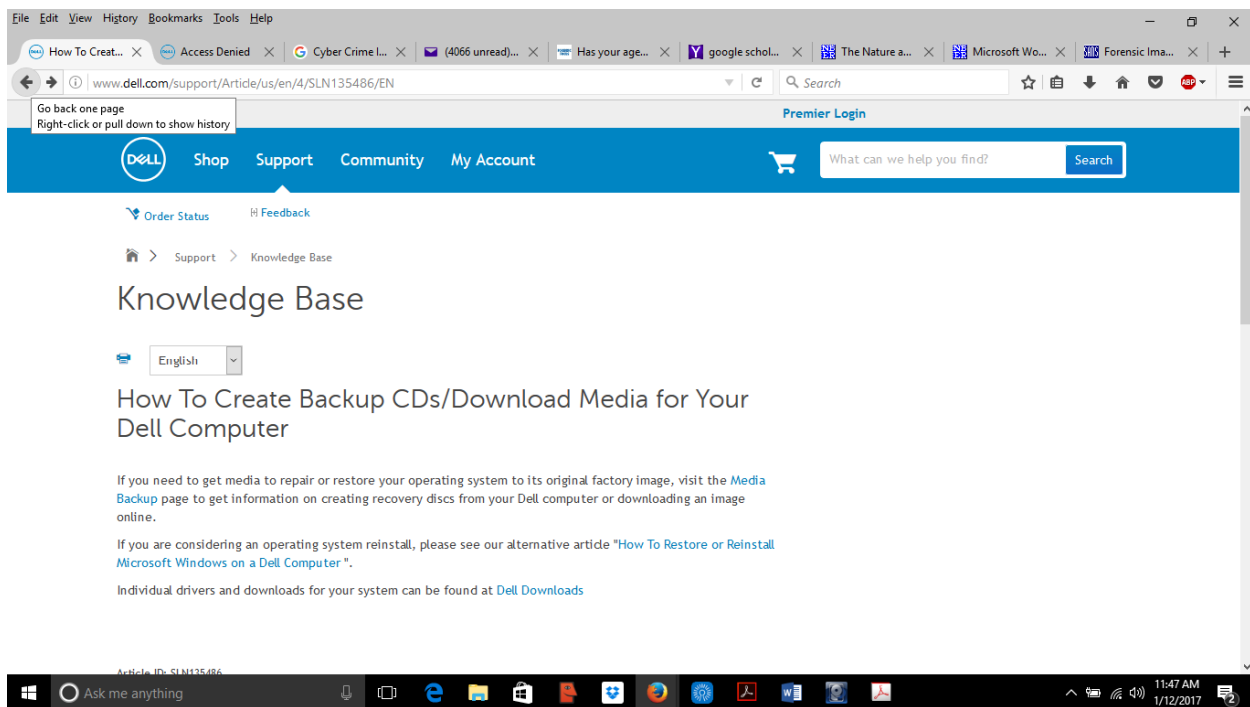 File Edit View History Bookmarks Tools Help
How To Creat... Access Denied Cyber Crime l... (4066 unread)... Has your age... google schol... The Nature a... Microsoft Wo... Forensic Ima...
www.dell.com/support/Article/us/en/4/SLN135486/EN Search ABP
Go back one page
Right-click or pull down to show history
Premier Login
DELL Shop Support Community My Account What can we help you find? Search
Order Status [+] Feedback
Support Knowledge Base
Knowledge Base
English
How To Create Backup CDs/Download Media for Your
Dell Computer
If you need to get media to repair or restore your operating system to its original factory image, visit the Media
Backup page to get information on creating recovery discs from your Dell computer or downloading an image
online.
If you are considering an operating system reinstall, please see our alternative article "How To Restore or Reinstall
Microsoft Windows on a Dell Computer ".
Individual drivers and downloads for your system can be found at Dell Downloads
Article ID: SLN135486
Ask me anything
11:47 AM
1/12/2017
2